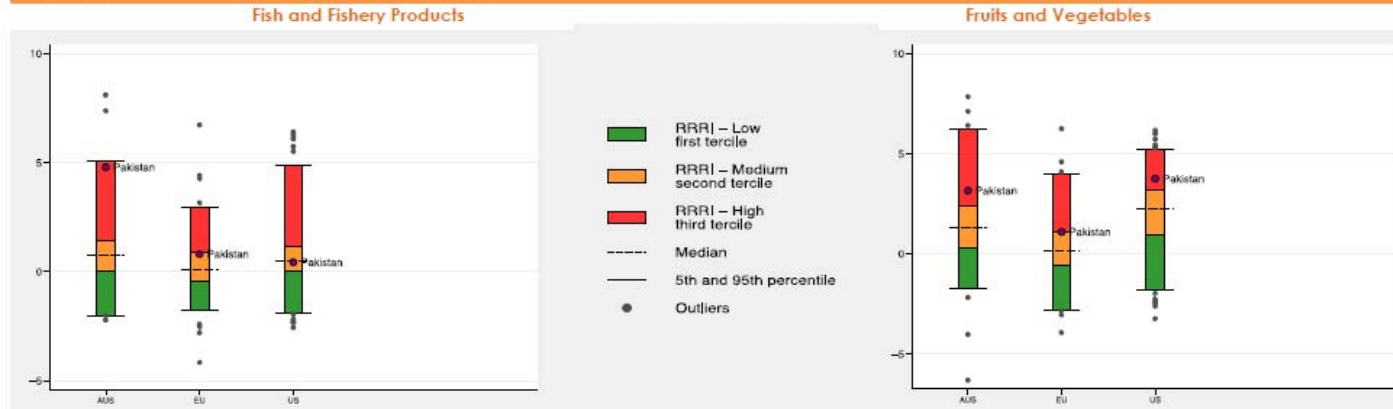 Fish and Fishery Products
10
5
0
−5
Pakistan
Pakistan
Pakistan
AUS
EU
US
RRRI – Low
first tercile
RRRI – Medium
second tercile
RRRI – High
third tercile
Median
5th and 95th percentile
Outliers
Fruits and Vegetables
10
5
0
−5
Pakistan
Pakistan
Pakistan
AUS
EU
US